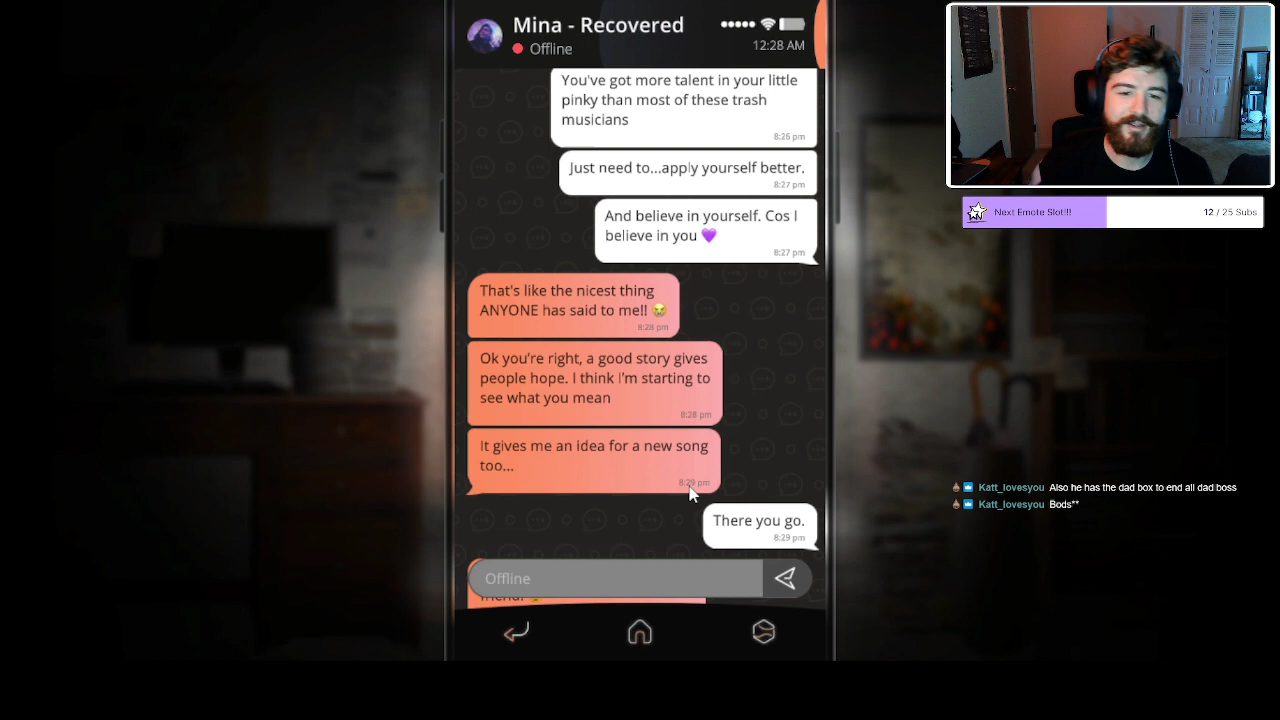 Mina - Recovered
Offline
12:28 AM
You've got more talent in your little
pinky than most of these trash
musicians
8:26 pm
Just need to...apply yourself better.
8:27 pm
And believe in yourself. Cos I
believe in you 💜
8:27 pm
That's like the nicest thing
ANYONE has said to me!! 😭
8:28 pm
Ok you're right, a good story gives
people hope. I think I'm starting to
see what you mean
8:28 pm
It gives me an idea for a new song
too...
8:29 pm
There you go.
8:29 pm
Offline
Next Emote Slot!!!
12 / 25 Subs
Katt_lovesyou Also he has the dad box to end all dad boss
Katt_lovesyou Bods**